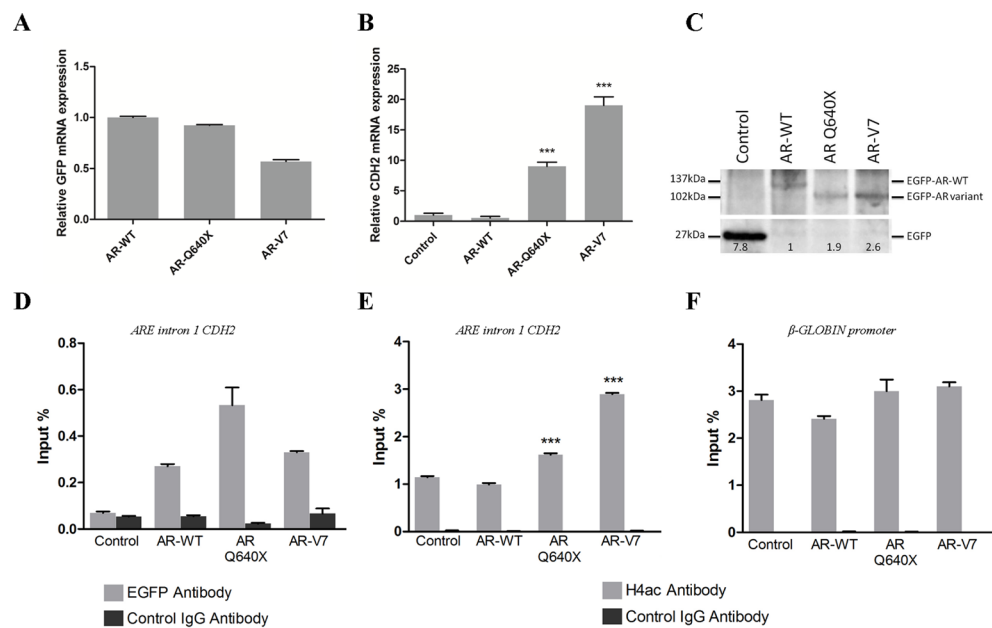 A
Relative GFP mRNA expression
1.5
1.0
0.5
0.0
AR-WT
AR-Q640X
AR-V7
B
Relative CDH2 mRNA expression
25
20
15
10
5
0
***
***
Control
AR-WT
AR-Q640X
AR-V7
C
Control
AR-WT
AR Q640X
AR-V7
137kDa
EGFP-AR-WT
102kDa
EGFP-AR variant
27kDa
EGFP
7.8 1 1.9 2.6
D
ARE intron 1 CDH2
Input %
0.8
0.6
0.4
0.2
0.0
Control
AR-WT
AR
Q640X
AR-V7
EGFP Antibody
Control IgG Antibody
E
ARE intron 1 CDH2
Input %
4
3
2
1
0
***
***
Control
AR-WT
AR
Q640X
AR-V7
F
β-GLOBIN promoter
Input %
4
3
2
1
0
Control
AR-WT
AR
Q640X
AR-V7
H4ac Antibody
Control IgG Antibody